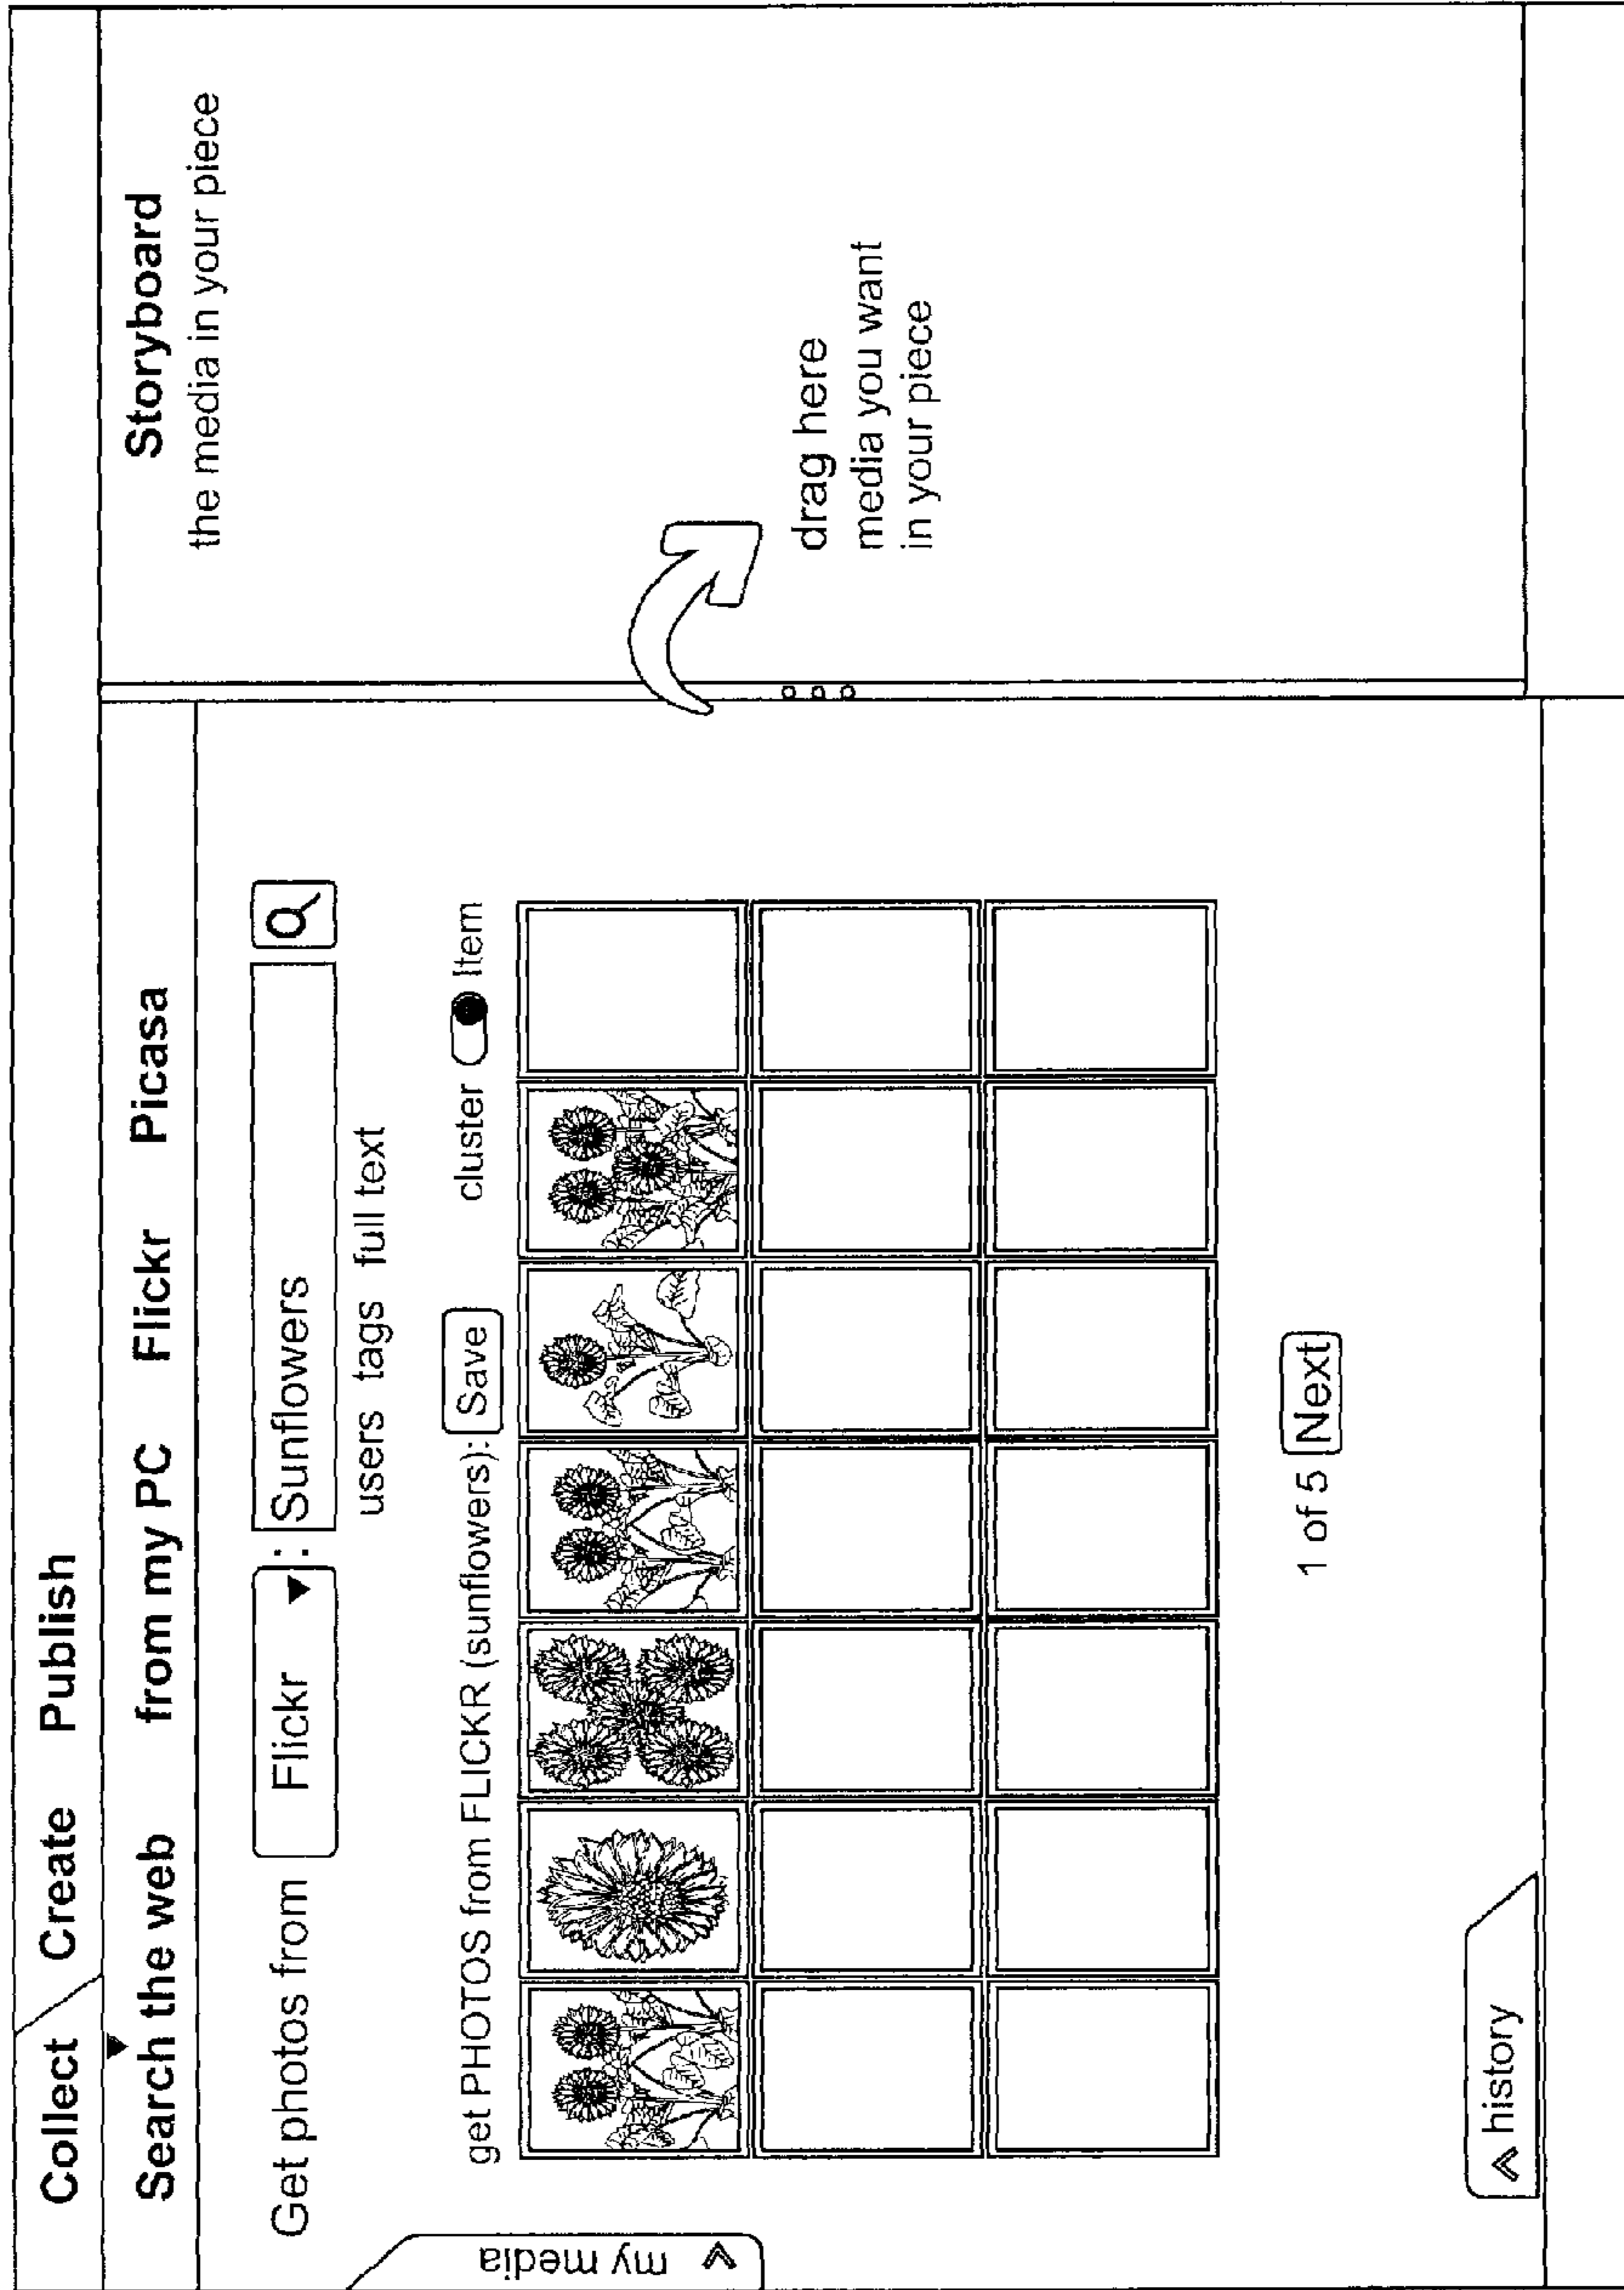 Collect Create Publish
Search the web from my PC Flickr Picasa
Get photos from Flickr : Sunflowers
users tags full text
get PHOTOS from FLICKR (sunflowers): Save cluster Item
1 of 5 Next
my media
history
Storyboard
the media in your piece
drag here
media you want
in your piece